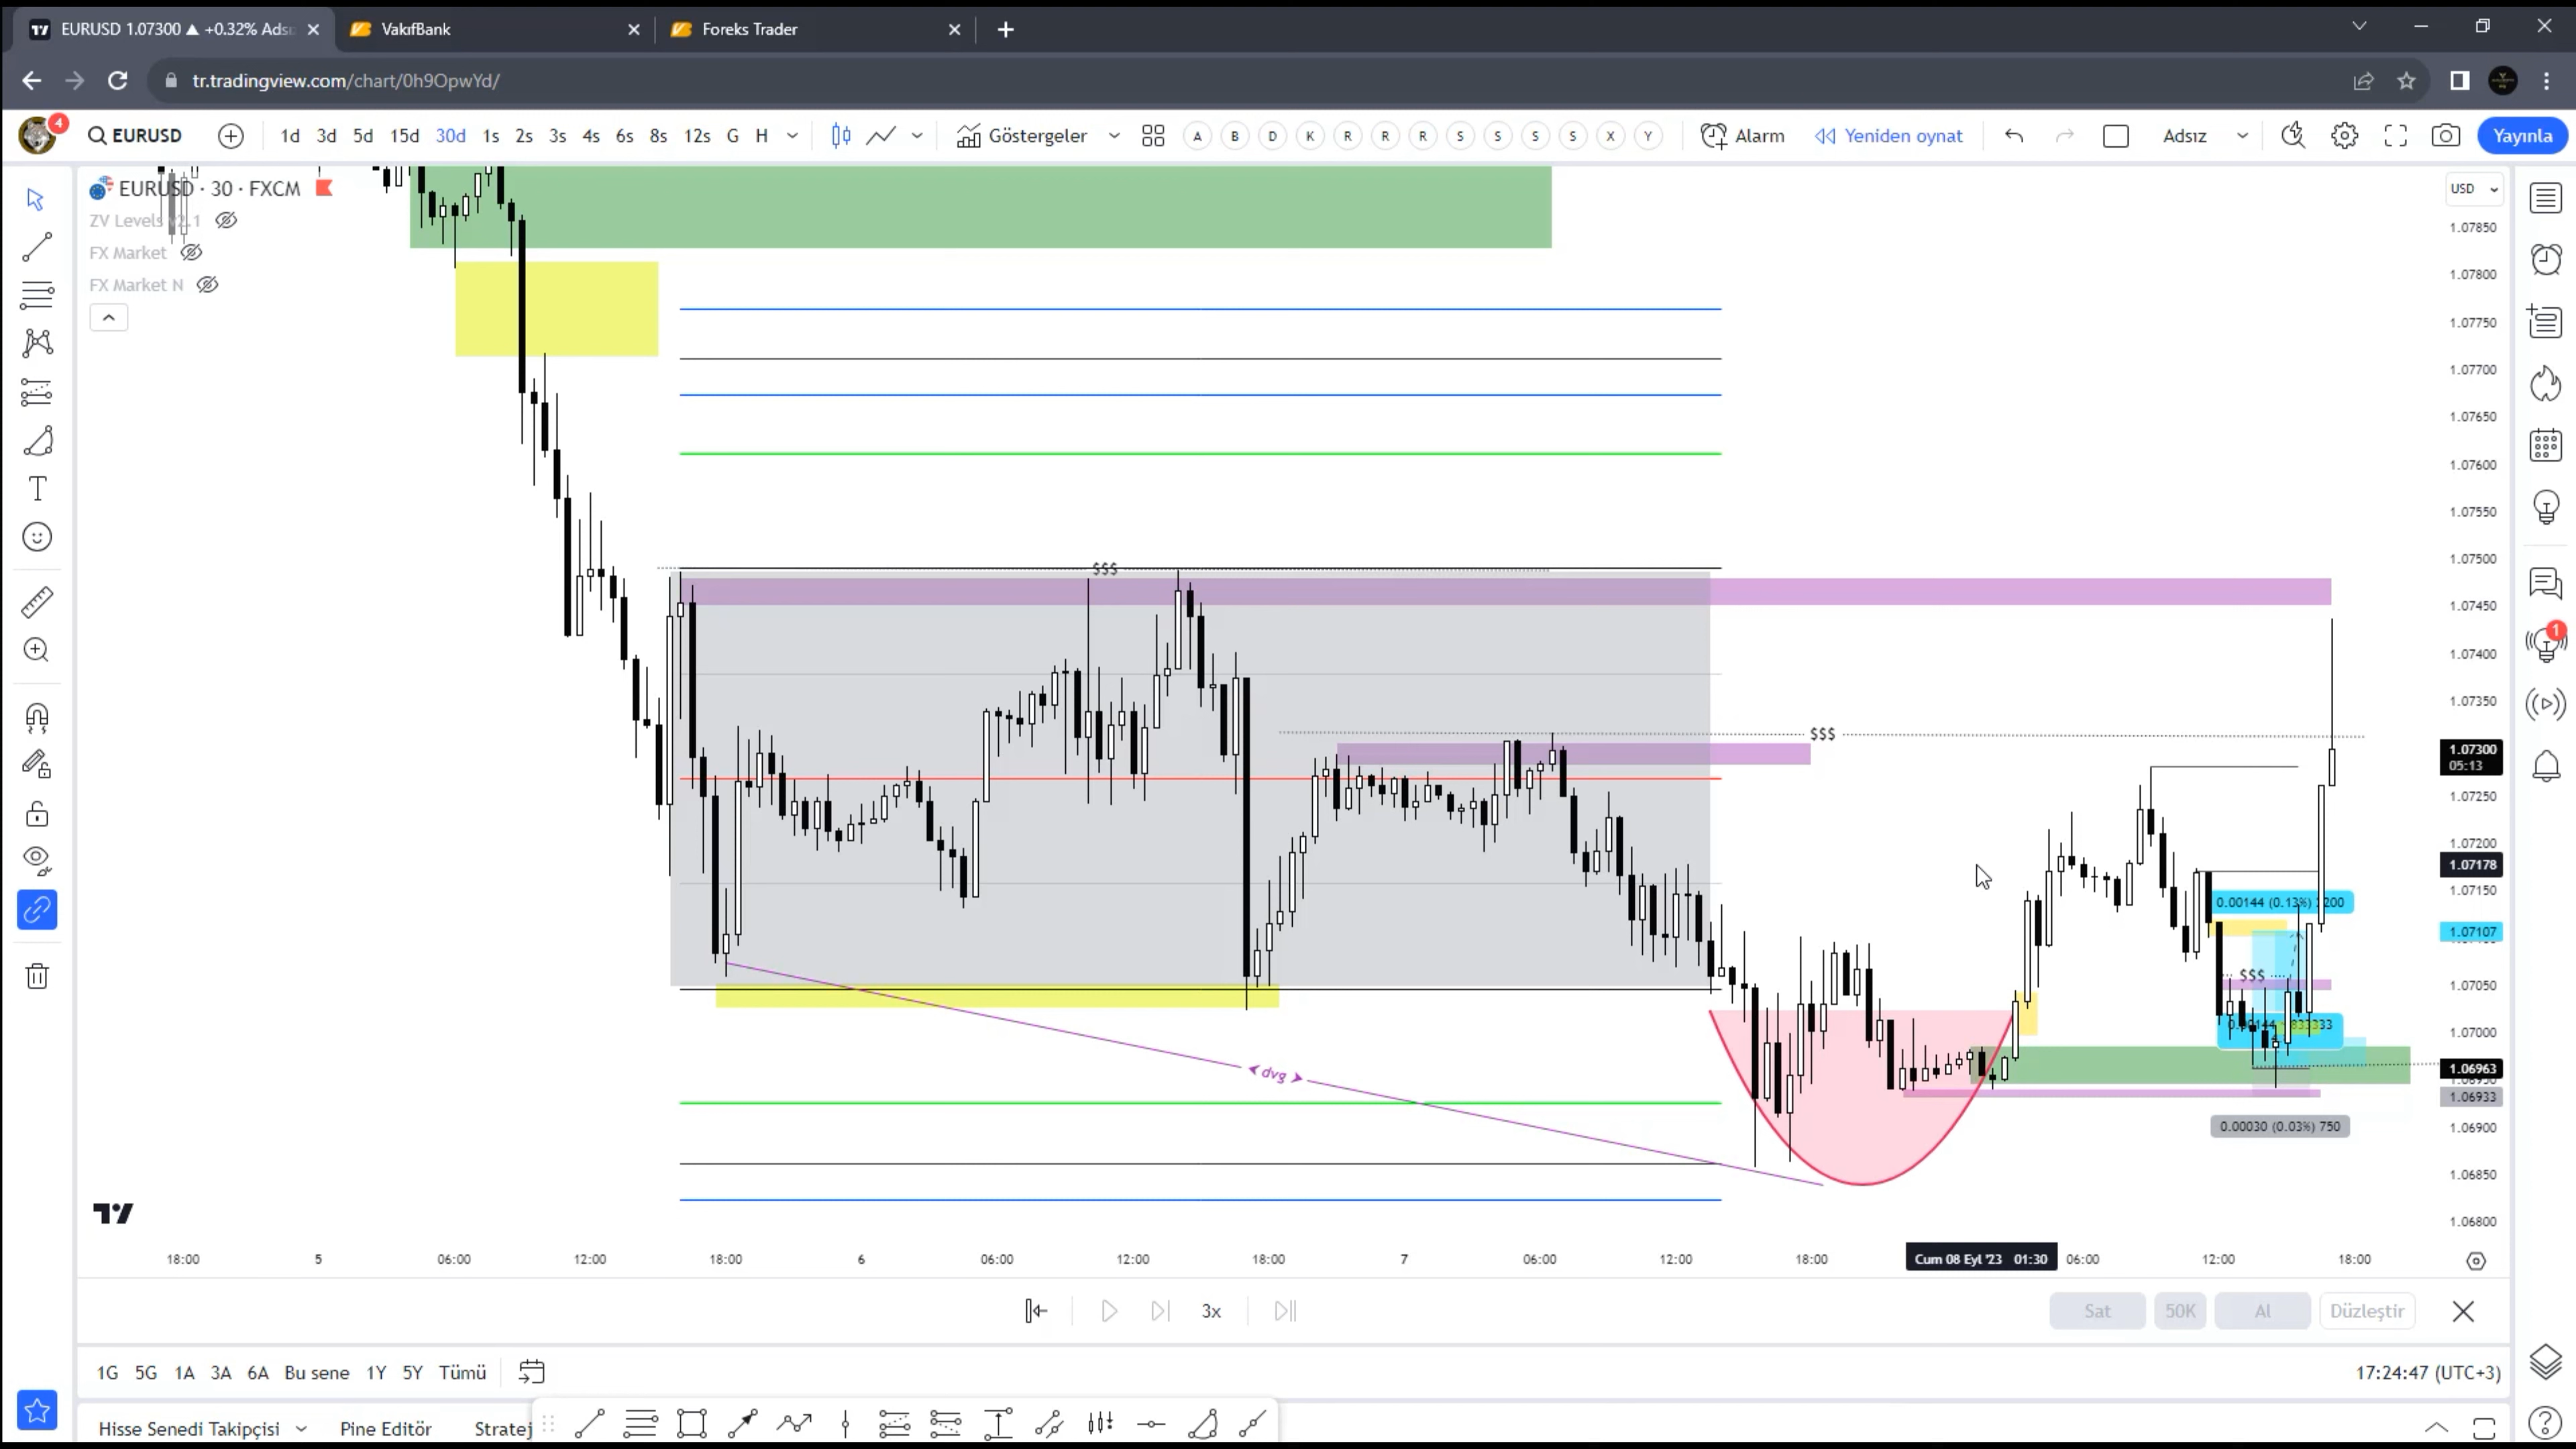 EURUSD 1.07300 ▲ +0.32% Ads
VakıfBank
Foreks Trader
tr.tradingview.com/chart/0h9OpwYd/
4
EURUSD
1d 3d 5d 15d 30d 1s 2s 3s 4s 6s 8s 12s G H
Göstergeler
A B D K R R R S S S S X Y
Alarm
Yeniden oynat
Adsız
Yayınla
EURUSD · 30 · FXCM
ZV Levels
FX Market
FX Market N
USD
1.07850
1.07800
1.07750
1.07700
1.07650
1.07600
1.07550
1.07500
1.07450
1.07400
1.07350
1.07300
05:13
1.07250
1.07200
1.07178
1.07150
1.07107
1.07050
1.07000
1.06963
1.06933
1.06900
1.06850
1.06800
$$$
$$$
$$$
dvg
0.00144 (0.13%)
0.00030 (0.03%) 750
1
18:00 5 06:00 12:00 18:00 6 06:00 12:00 18:00 7 06:00 12:00 18:00 Cum 08 Eyl '23 01:30 06:00 12:00 18:00
3x
Sat 50K Al Düzleştir
1G 5G 1A 3A 6A Bu sene 1Y 5Y Tümü
17:24:47 (UTC+3)
Hisse Senedi Takipçisi
Pine Editör
Stratej